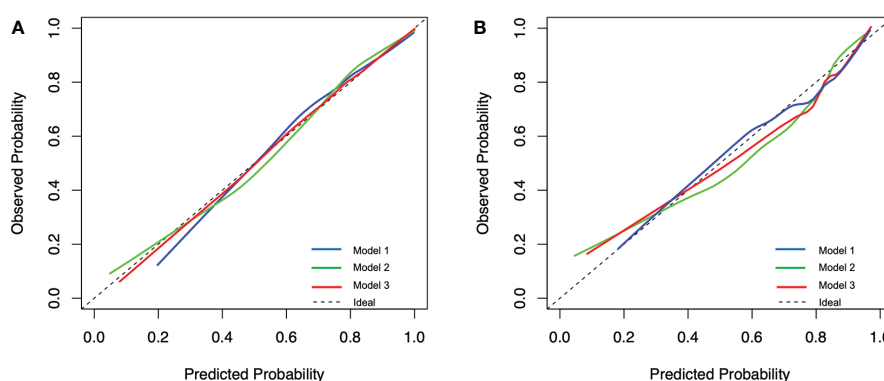 A
Observed Probability
1.0
0.8
0.6
0.4
0.2
0.0
Model 1
Model 2
Model 3
Ideal
0.0 0.2 0.4 0.6 0.8 1.0
Predicted Probability
B
Observed Probability
1.0
0.8
0.6
0.4
0.2
0.0
Model 1
Model 2
Model 3
Ideal
0.0 0.2 0.4 0.6 0.8
Predicted Probability